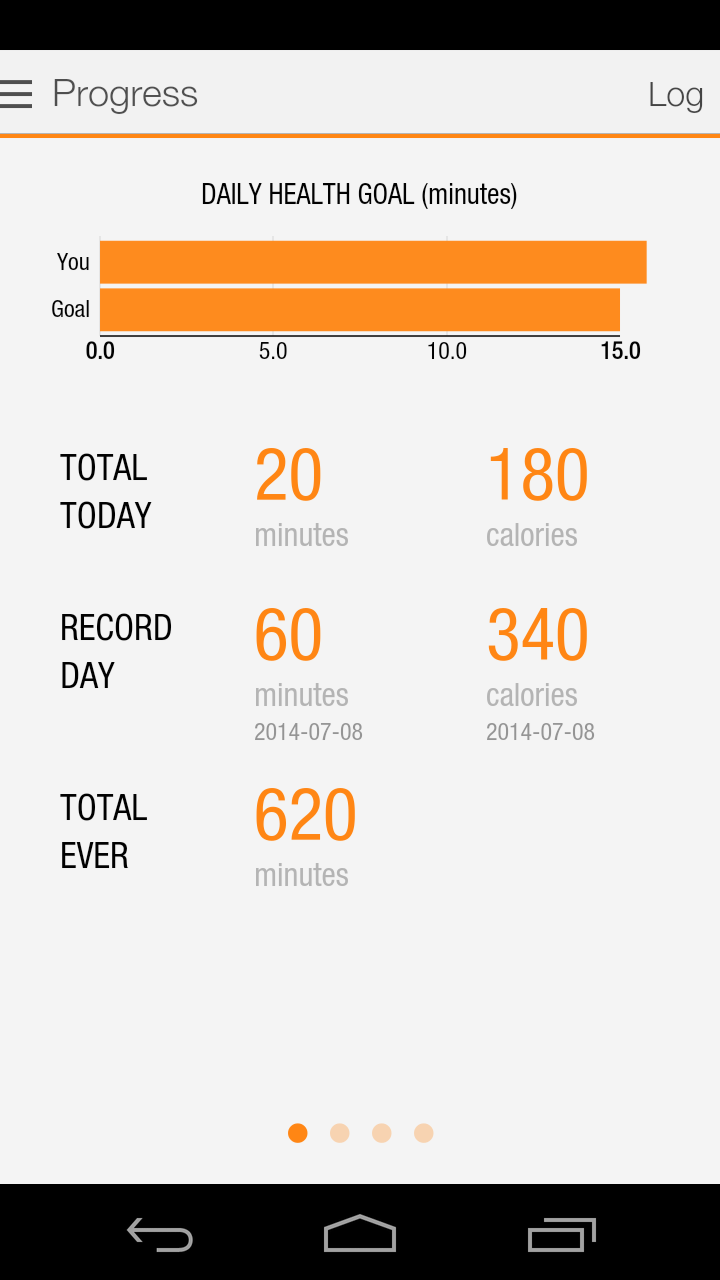 Progress
Log
DAILY HEALTH GOAL (minutes)
You
Goal
0.0 5.0 10.0 15.0
TOTAL
TODAY
20
minutes
180
calories
RECORD
DAY
60
minutes
2014-07-08
340
calories
2014-07-08
TOTAL
EVER
620
minutes